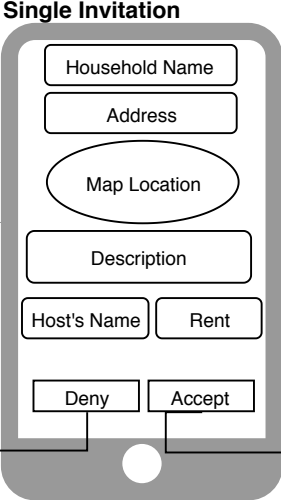 Single Invitation
Household Name
Address
Map Location
Description
Host's Name Rent
Deny Accept